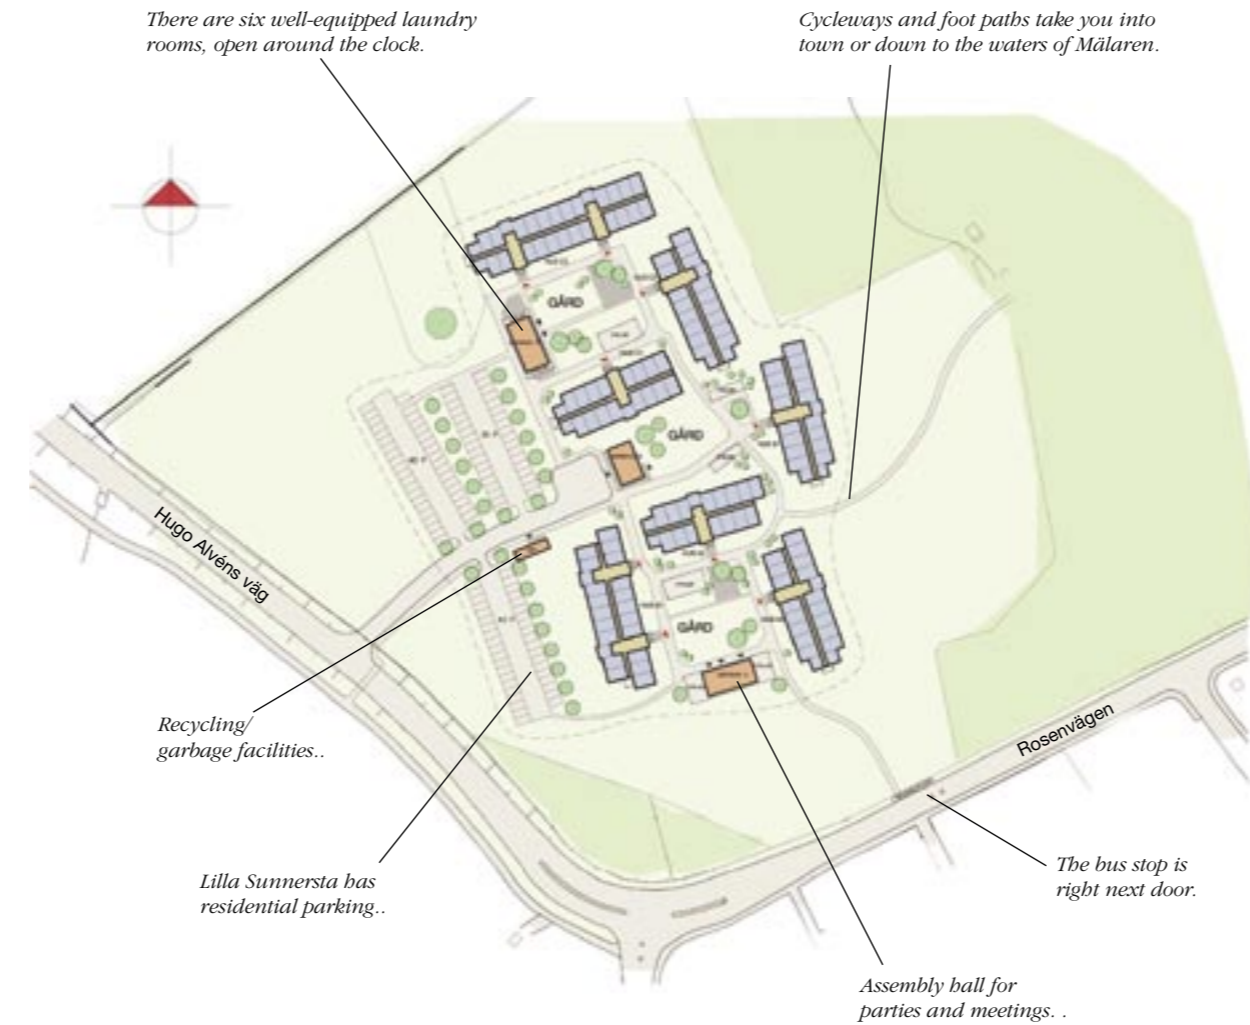 There are six well-equipped laundry
rooms, open around the clock.
Cycleways and foot paths take you into
town or down to the waters of Mälaren.
GÅRD
GÅRD
Hugo Alvéns väg
GÅRD
Recycling/
garbage facilities..
Rosenvägen
Lilla Sunnersta has
residential parking..
The bus stop is
right next door.
Assembly hall for
parties and meetings. .